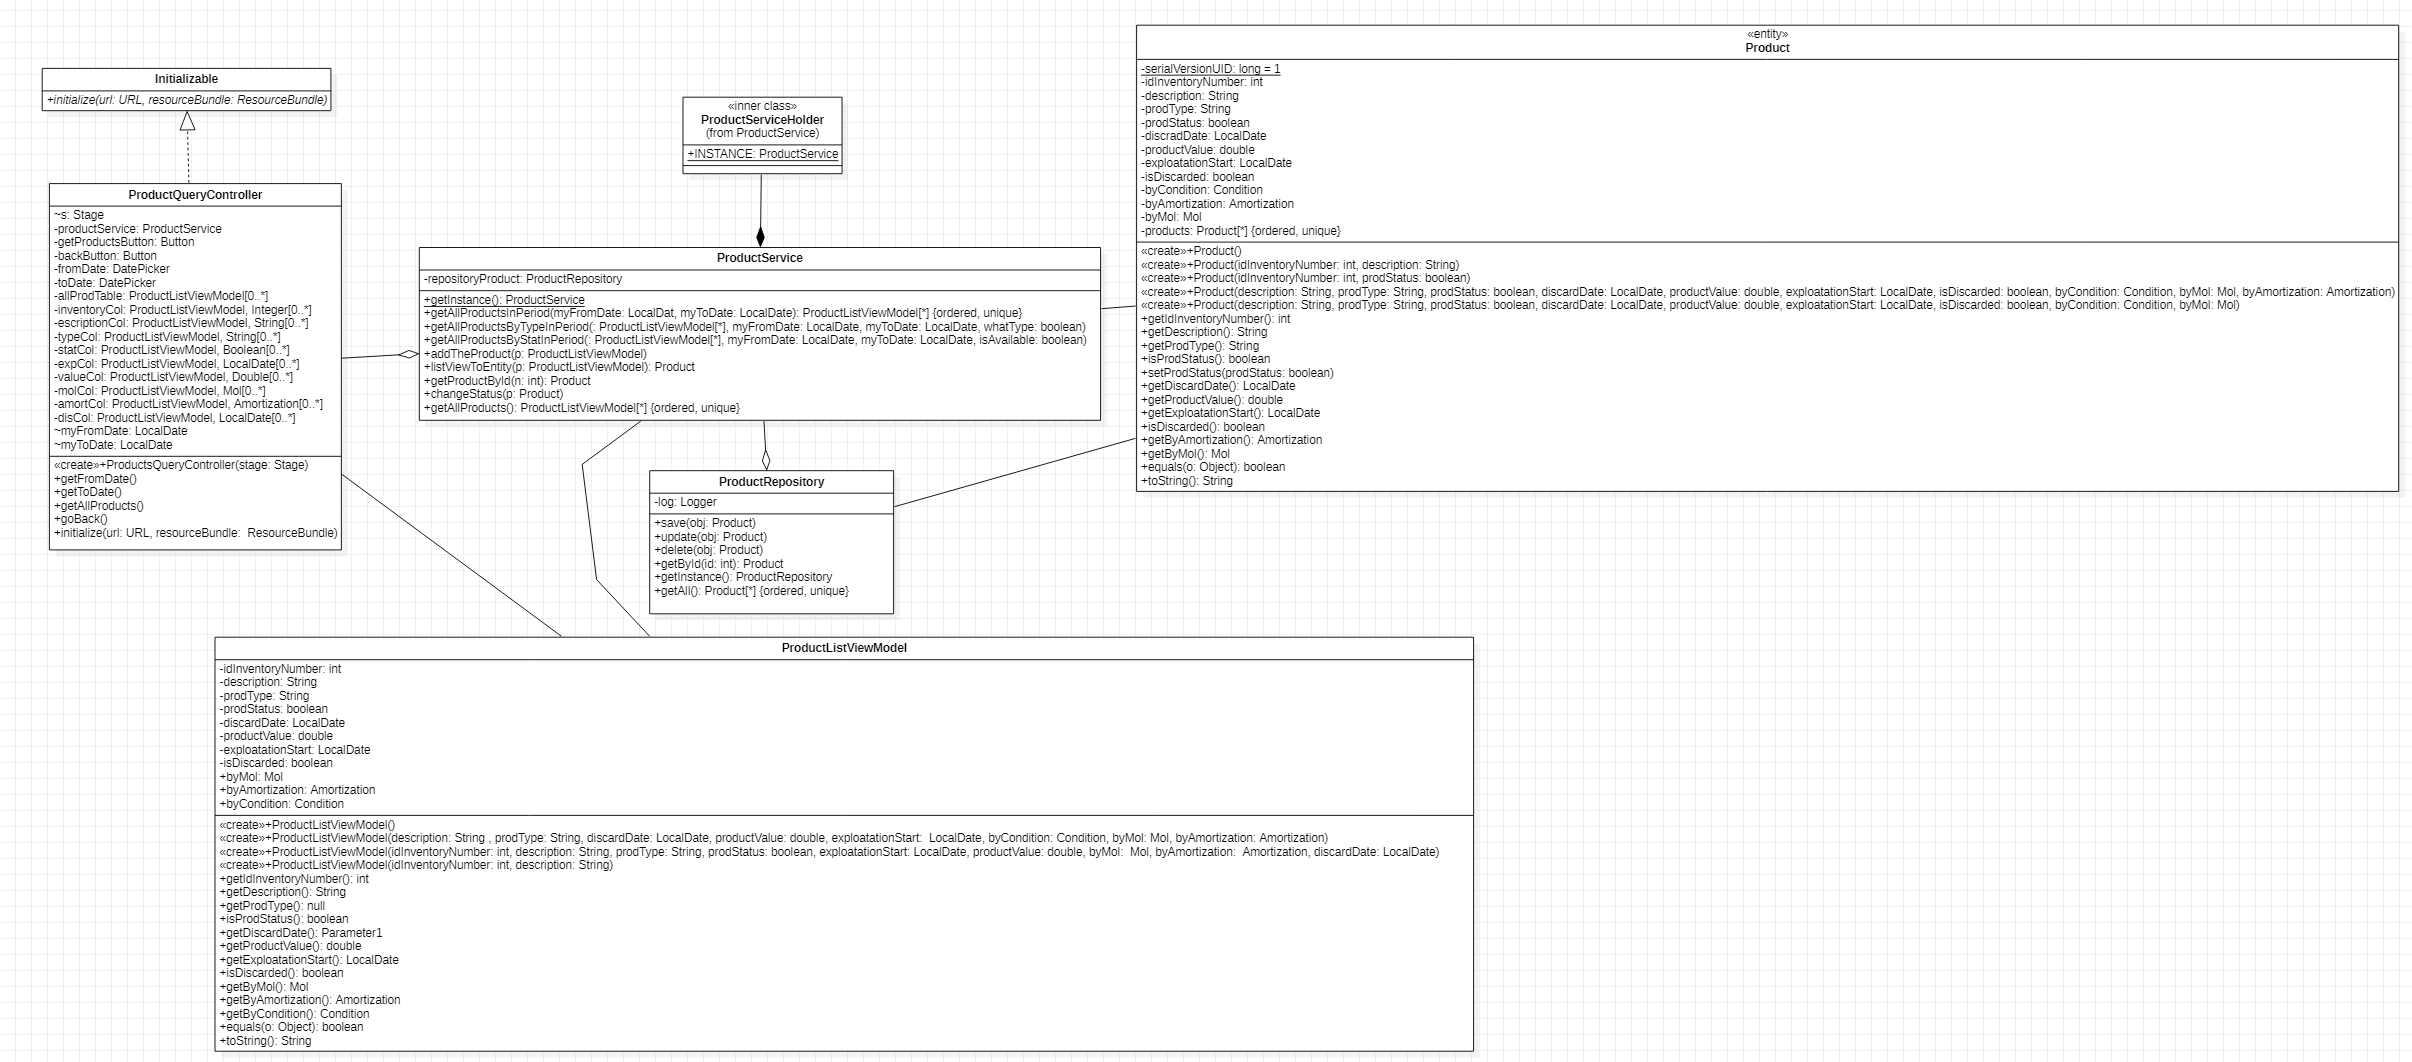 Initializable
+initialize(url: URL, resourceBundle: ResourceBundle)
ProductQueryController
~s: Stage
-productService: ProductService
-getProductsButton: Button
-backButton: Button
-fromDate: DatePicker
-toDate: DatePicker
-allProdTable: ProductListViewModel[0..*]
-inventoryCol: ProductListViewModel, Integer[0..*]
-escriptionCol: ProductListViewModel, String[0..*]
-typeCol: ProductListViewModel, String[0..*]
-statCol: ProductListViewModel, Boolean[0..*]
-expCol: ProductListViewModel, LocalDate[0..*]
-valueCol: ProductListViewModel, Double[0..*]
-molCol: ProductListViewModel, Mol[0..*]
-amortCol: ProductListViewModel, Amortization[0..*]
-disCol: ProductListViewModel, LocalDate[0..*]
~myFromDate: LocalDate
~myToDate: LocalDate
«create»+ProductsQueryController(stage: Stage)
+getFromDate()
+getToDate()
+getAllProducts()
+goBack()
+initialize(url: URL, resourceBundle:  ResourceBundle)
«inner class»
ProductServiceHolder
(from ProductService)
+INSTANCE: ProductService
ProductService
-repositoryProduct: ProductRepository
+getInstance(): ProductService
+getAllProductsInPeriod(myFromDate: LocalDat, myToDate: LocalDate): ProductListViewModel[*] {ordered, unique}
+getAllProductsByTypeInPeriod(: ProductListViewModel[*], myFromDate: LocalDate, myToDate: LocalDate, whatType: boolean)
+getAllProductsByStatInPeriod(: ProductListViewModel[*], myFromDate: LocalDate, myToDate: LocalDate, isAvailable: boolean)
+addTheProduct(p: ProductListViewModel)
+listViewToEntity(p: ProductListViewModel): Product
+getProductById(n: int): Product
+changeStatus(p: Product)
+getAllProducts(): ProductListViewModel[*] {ordered, unique}
ProductRepository
-log: Logger
+save(obj: Product)
+update(obj: Product)
+delete(obj: Product)
+getById(id: int): Product
+getInstance(): ProductRepository
+getAll(): Product[*] {ordered, unique}
«entity»
Product
-serialVersionUID: long = 1
-idInventoryNumber: int
-description: String
-prodType: String
-prodStatus: boolean
-discradDate: LocalDate
-productValue: double
-exploatationStart: LocalDate
-isDiscarded: boolean
-byCondition: Condition
-byAmortization: Amortization
-byMol: Mol
-products: Product[*] {ordered, unique}
«create»+Product()
«create»+Product(idInventoryNumber: int, description: String)
«create»+Product(idInventoryNumber: int, prodStatus: boolean)
«create»+Product(description: String, prodType: String, prodStatus: boolean, discardDate: LocalDate, productValue: double, exploatationStart: LocalDate, isDiscarded: boolean, byCondition: Condition, byMol: Mol, byAmortization: Amortization)
«create»+Product(description: String, prodType: String, prodStatus: boolean, discardDate: LocalDate, productValue: double, exploatationStart: LocalDate, isDiscarded: boolean, byCondition: Condition, byMol: Mol)
+getIdInventoryNumber(): int
+getDescription(): String
+getProdType(): String
+isProdStatus(): boolean
+setProdStatus(prodStatus: boolean)
+getDiscardDate(): LocalDate
+getProductValue(): double
+getExploatationStart(): LocalDate
+isDiscarded(): boolean
+getByAmortization(): Amortization
+getByMol(): Mol
+equals(o: Object): boolean
+toString(): String
ProductListViewModel
-idInventoryNumber: int
-description: String
-prodType: String
-prodStatus: boolean
-discardDate: LocalDate
-productValue: double
-exploatationStart: LocalDate
-isDiscarded: boolean
+byMol: Mol
+byAmortization: Amortization
+byCondition: Condition
«create»+ProductListViewModel()
«create»+ProductListViewModel(description: String , prodType: String, discardDate: LocalDate, productValue: double, exploatationStart:  LocalDate, byCondition: Condition, byMol: Mol, byAmortization: Amortization)
«create»+ProductListViewModel(idInventoryNumber: int, description: String, prodType: String, prodStatus: boolean, exploatationStart: LocalDate, productValue: double, byMol:  Mol, byAmortization:  Amortization, discardDate: LocalDate)
«create»+ProductListViewModel(idInventoryNumber: int, description: String)
+getIdInventoryNumber(): int
+getDescription(): String
+getProdType(): null
+isProdStatus(): boolean
+getDiscardDate(): Parameter1
+getProductValue(): double
+getExploatationStart(): LocalDate
+isDiscarded(): boolean
+getByMol(): Mol
+getByAmortization(): Amortization
+getByCondition(): Condition
+equals(o: Object): boolean
+toString(): String